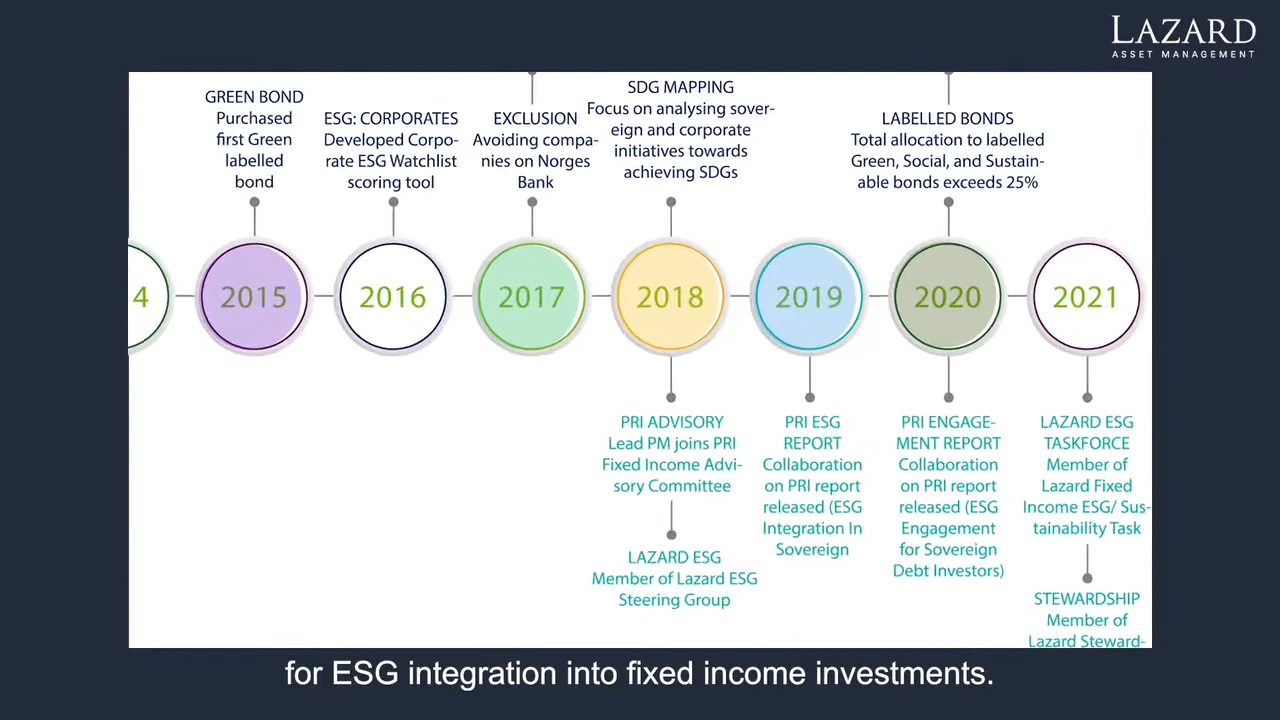 LAZARD
ASSET MANAGEMENT
GREEN BOND
Purchased
first Green
labelled
bond
ESG: CORPORATES
Developed Corpo-
rate ESG Watchlist
scoring tool
EXCLUSION
Avoiding compa-
nies on Norges
Bank
SDG MAPPING
Focus on analysing sover-
eign and corporate
initiatives towards
achieving SDGs
LABELLED BONDS
Total allocation to labelled
Green, Social, and Sustain-
able bonds exceeds 25%
4
2015
2016
2017
2018
2019
2020
2021
PRI ADVISORY
Lead PM joins PRI
Fixed Income Advi-
sory Committee
LAZARD ESG
Member of Lazard ESG
Steering Group
PRI ESG
REPORT
Collaboration
on PRI report
released (ESG
Integration In
Sovereign
PRI ENGAGE-
MENT REPORT
Collaboration
on PRI report
released (ESG
Engagement
for Sovereign
Debt Investors)
LAZARD ESG
TASKFORCE
Member of
Lazard Fixed
Income ESG/ Sus-
tainability Task
STEWARDSHIP
Member of
Lazard Steward-
for ESG integration into fixed income investments.